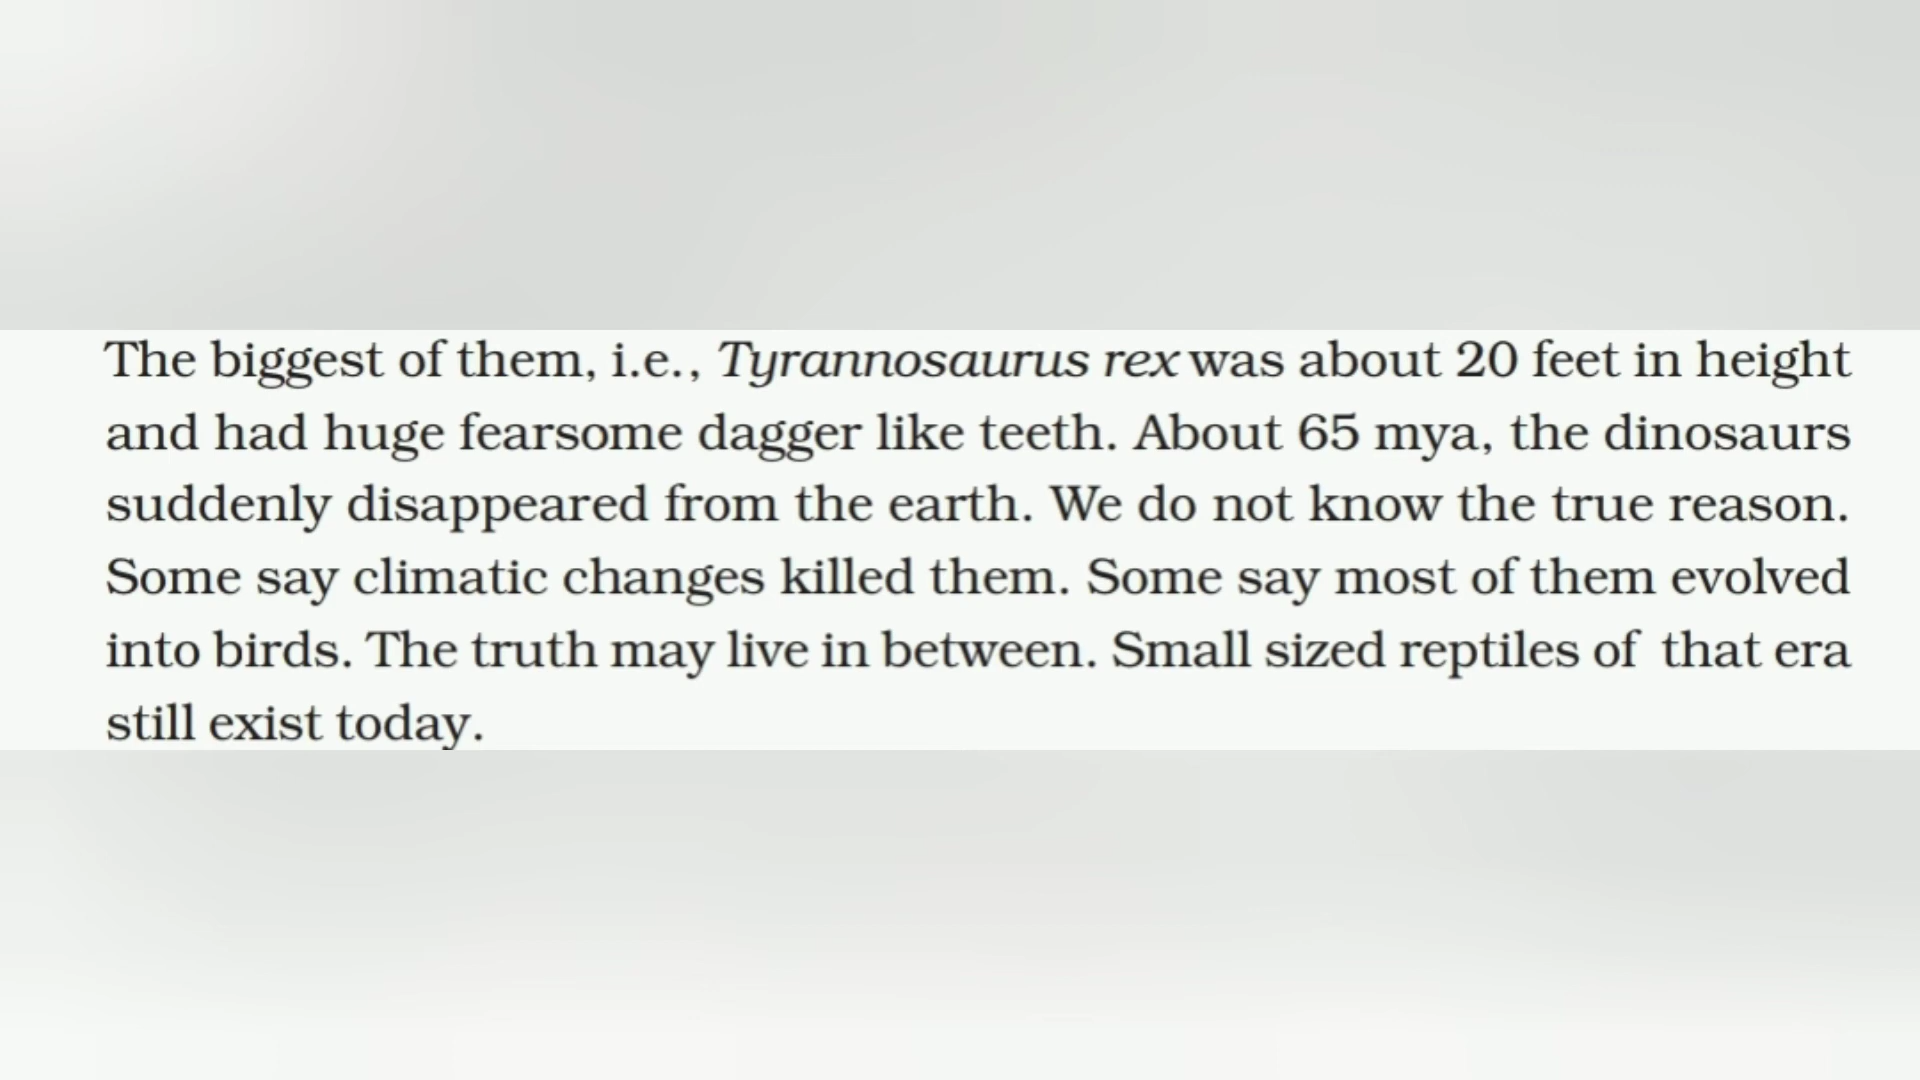 The biggest of them, i.e., Tyrannosaurus rex was about 20 feet in height
and had huge fearsome dagger like teeth. About 65 mya, the dinosaurs
suddenly disappeared from the earth. We do not know the true reason.
Some say climatic changes killed them. Some say most of them evolved
into birds. The truth may live in between. Small sized reptiles of that era
still exist today.